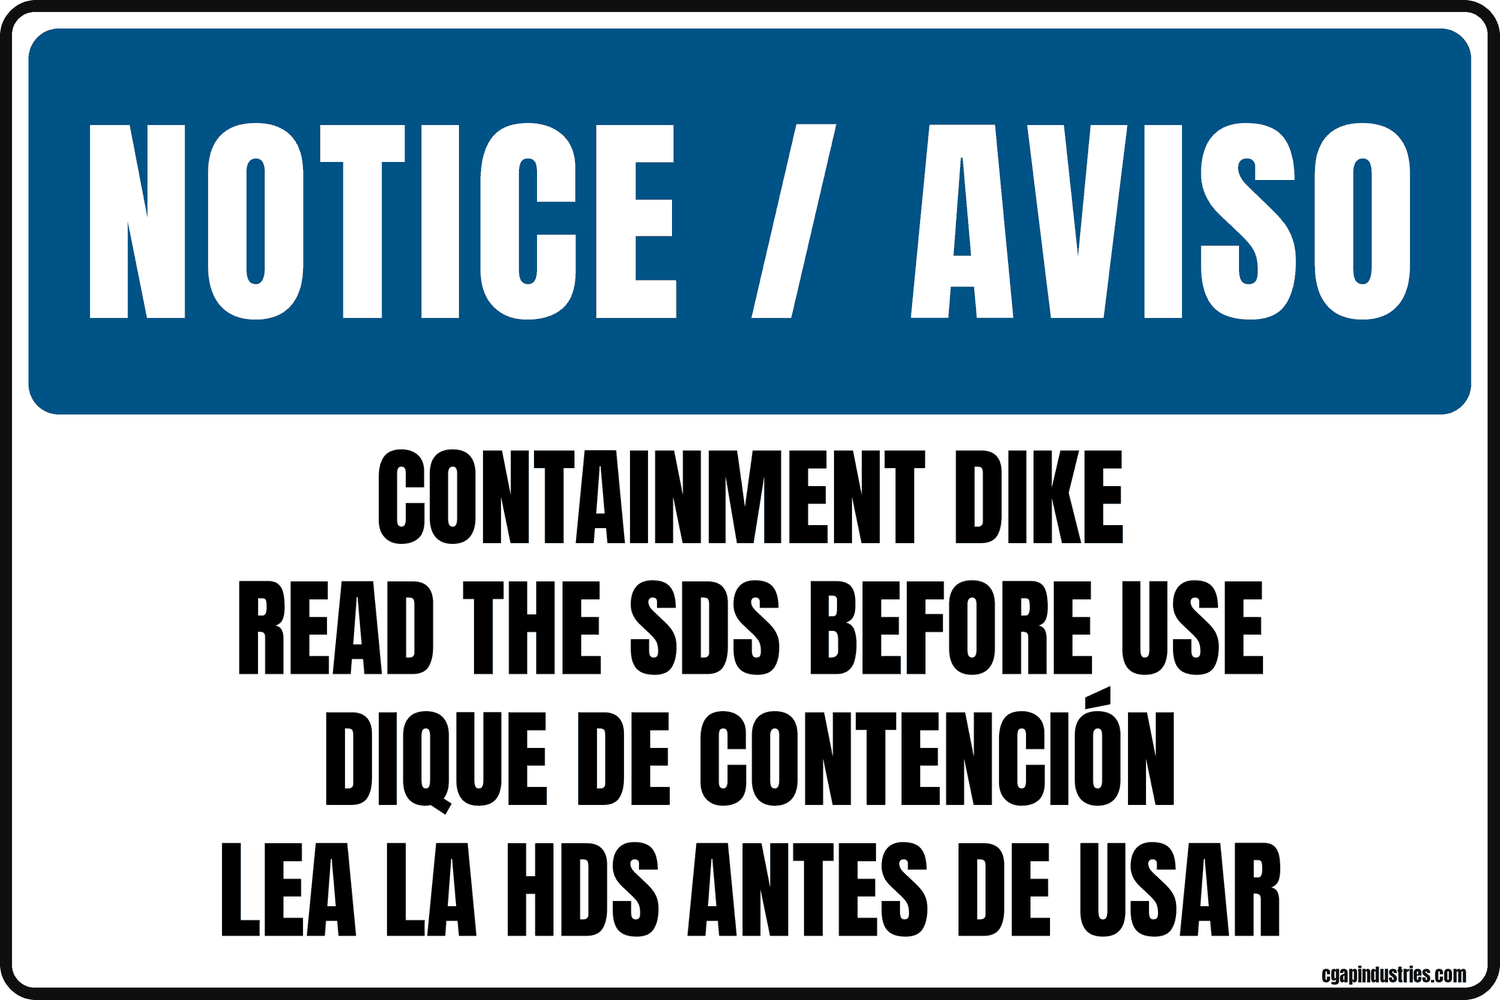 NOTICE / AVISO
CONTAINMENT DIKE
READ THE SDS BEFORE USE
DIQUE DE CONTENCIÓN
LEA LA HDS ANTES DE USAR
cgapindustries.com